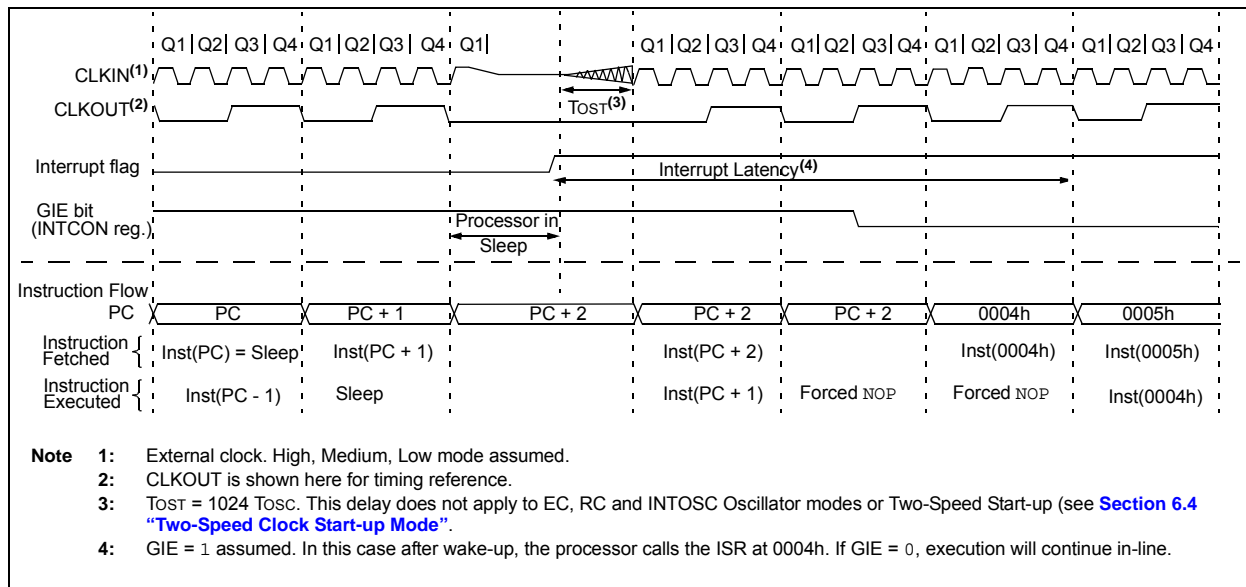 Q1 | Q2 | Q3 | Q4 Q1 | Q2 | Q3 | Q4 Q1 | Q1 | Q2 | Q3 | Q4 Q1 | Q2 | Q3 | Q4 Q1 | Q2 | Q3 | Q4 Q1 | Q2 | Q3 | Q4
CLKIN(1)
CLKOUT(2)
TOST(3)
Interrupt flag
Interrupt Latency(4)
GIE bit
(INTCON reg.)
Processor in
Sleep
Instruction Flow
PC PC PC + 1 PC + 2 PC + 2 PC + 2 0004h 0005h
Instruction
Fetched { Inst(PC) = Sleep Inst(PC + 1) Inst(PC + 2) Inst(0004h) Inst(0005h)
Instruction
Executed { Inst(PC - 1) Sleep Inst(PC + 1) Forced NOP Forced NOP Inst(0004h)
Note 1: External clock. High, Medium, Low mode assumed.
2: CLKOUT is shown here for timing reference.
3: TOST = 1024 TOSC. This delay does not apply to EC, RC and INTOSC Oscillator modes or Two-Speed Start-up (see Section 6.4
“Two-Speed Clock Start-up Mode”.
4: GIE = 1 assumed. In this case after wake-up, the processor calls the ISR at 0004h. If GIE = 0, execution will continue in-line.